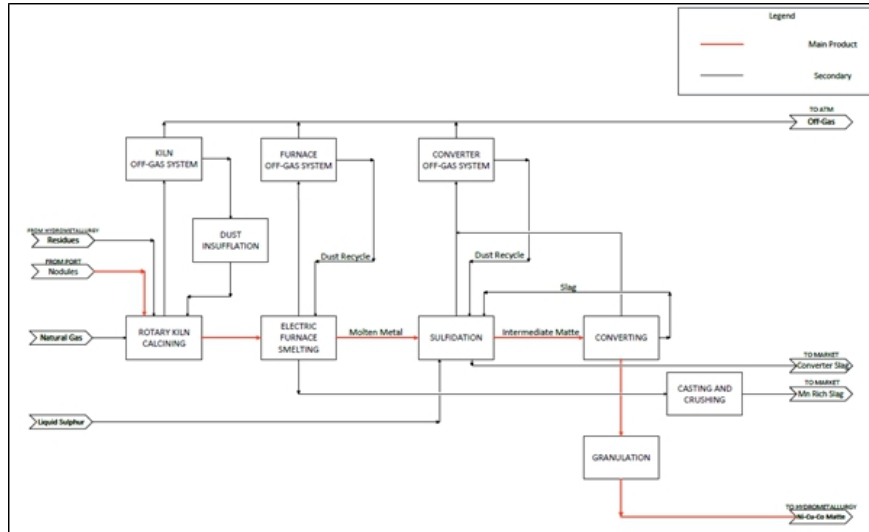 Legend
Main Product
Secondary
TO ATM
Off-Gas
KILN
OFF-GAS SYSTEM
FURNACE
OFF-GAS SYSTEM
CONVERTER
OFF-GAS SYSTEM
DUST
INSUFFLATION
FROM HYDROMETALLURGY
Residues
Dust Recycle
Dust Recycle
FROM PORT
Nodules
Slag
Natural Gas
ROTARY KILN
CALCINING
ELECTRIC
FURNACE
SMELTING
Molten Metal
SULFIDATION
Intermediate Matte
CONVERTING
TO MARKET
Converter Slag
TO MARKET
Mn Rich Slag
CASTING AND
CRUSHING
Liquid Sulphur
GRANULATION
TO HYDROMETALLURGY
Ni-Cu-Co Matte